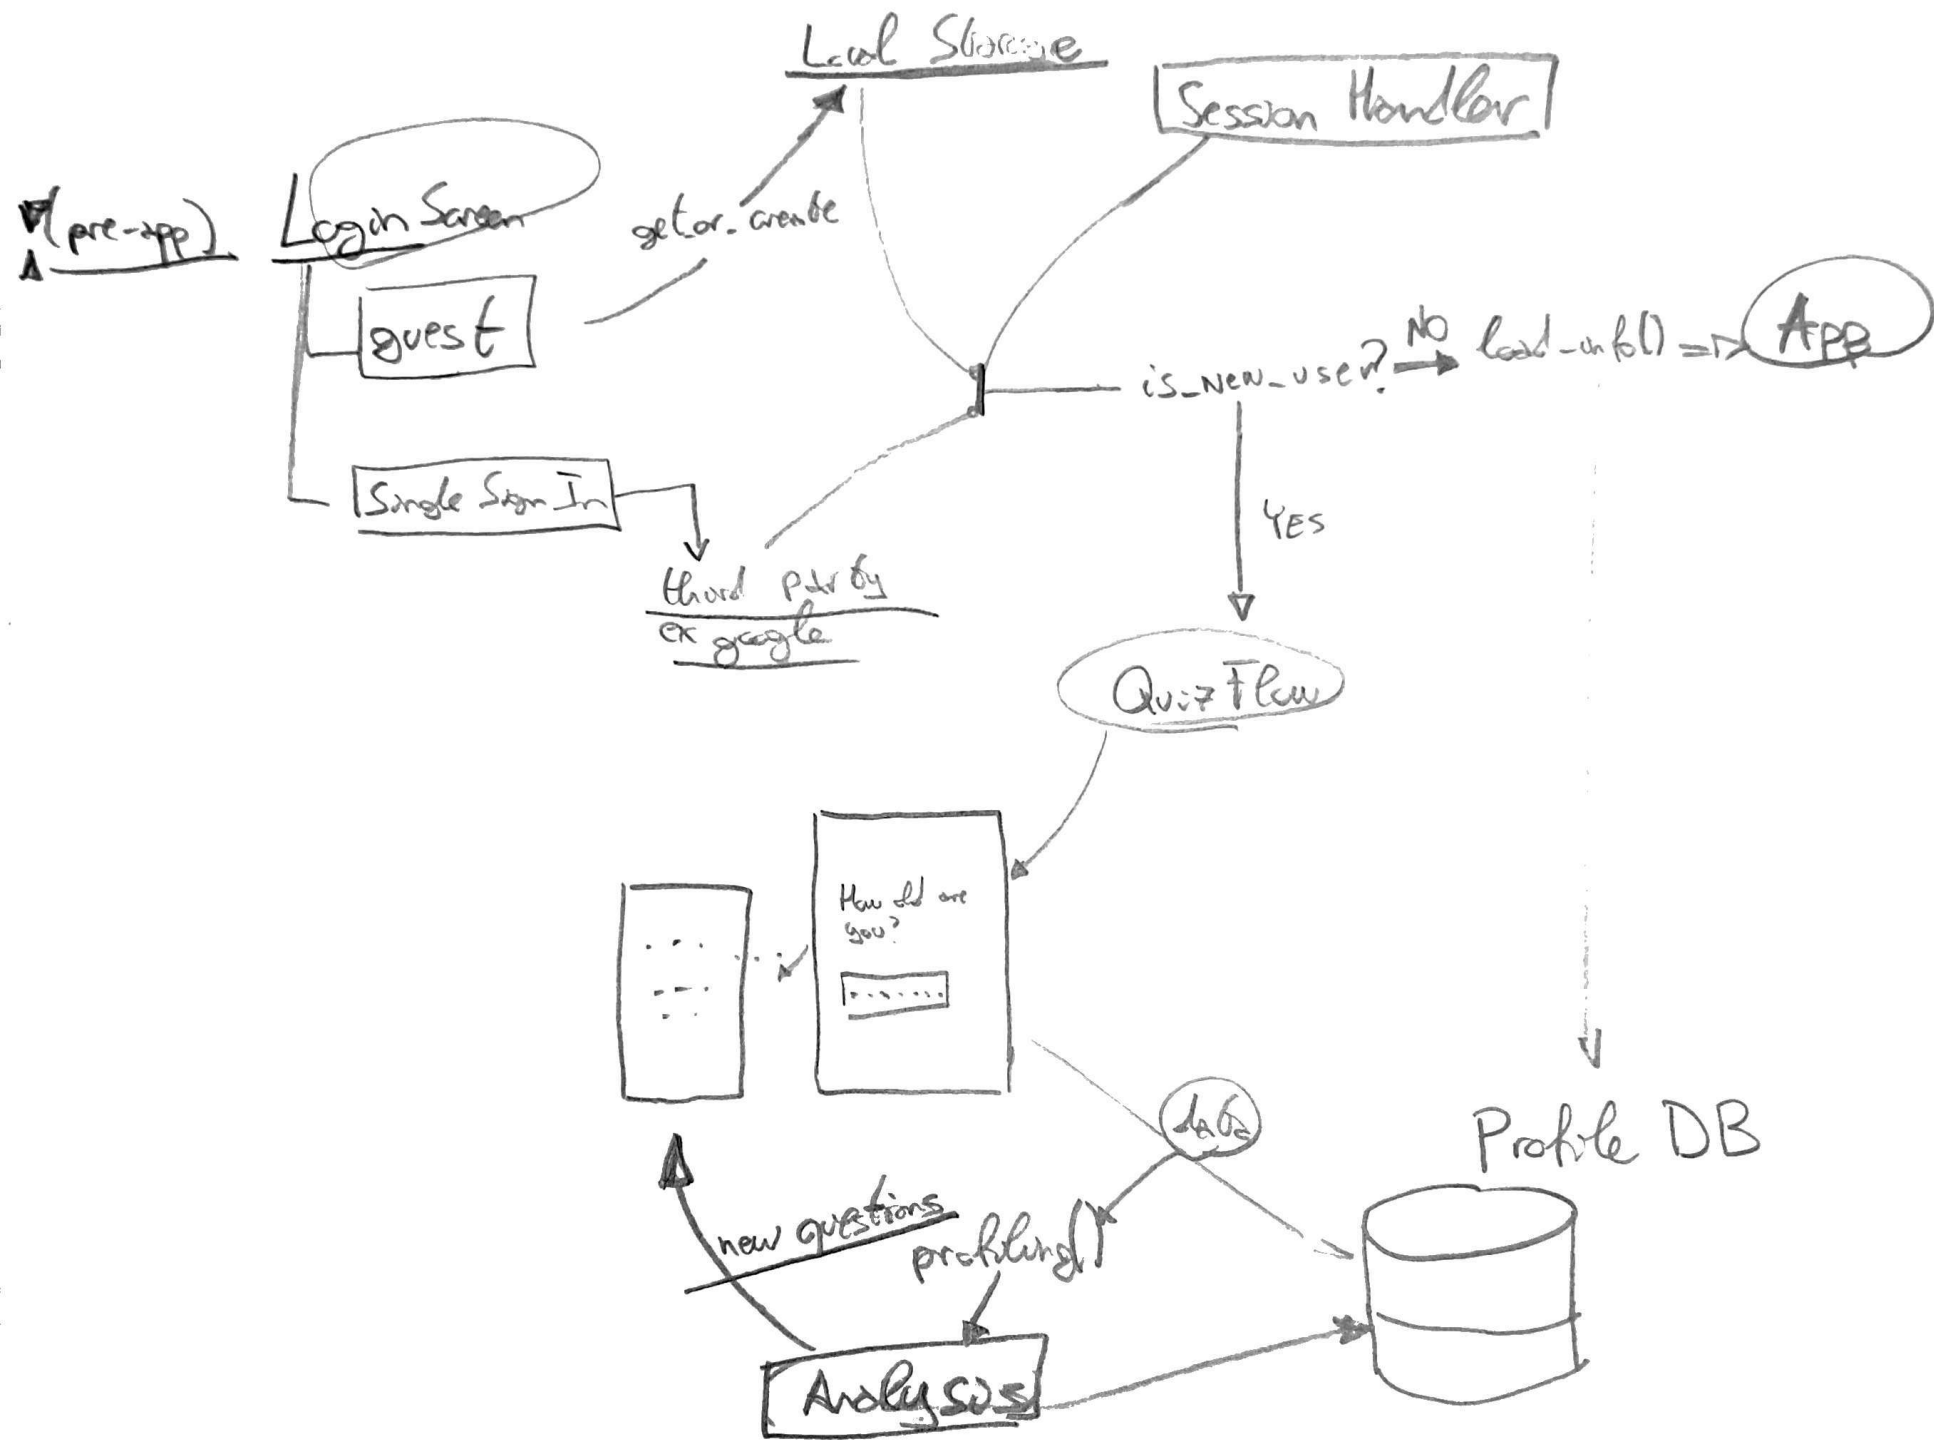 Local Storage
Session Handler
(pre-app)
Login Screen
get_or_create
guest
is_New_user?
NO
load_info()
App
Single Sign In
YES
third party
ex google
Quiz Flow
How old are
you?
data
Profile DB
new questions
profiling()
Analysis